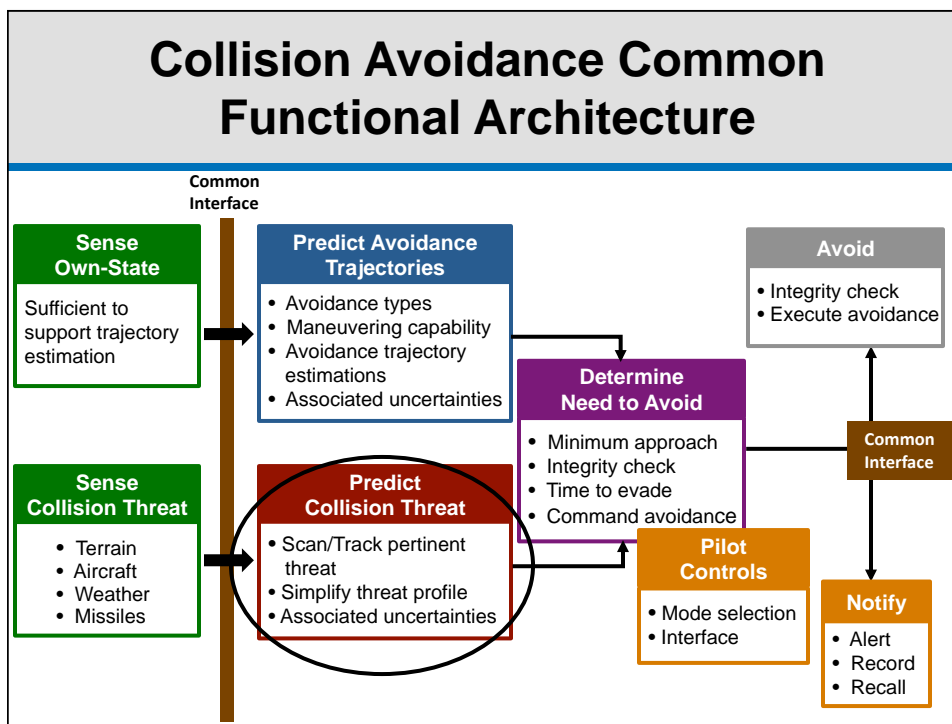 Collision Avoidance Common
Functional Architecture
Common
Interface
Sense
Own-State
Sufficient to
support trajectory
estimation
Predict Avoidance
Trajectories
• Avoidance types
• Maneuvering capability
• Avoidance trajectory
estimations
• Associated uncertainties
Avoid
• Integrity check
• Execute avoidance
Determine
Need to Avoid
• Minimum approach
• Integrity check
• Time to evade
• Command avoidance
Common
Interface
Sense
Collision Threat
• Terrain
• Aircraft
• Weather
• Missiles
Predict
Collision Threat
• Scan/Track pertinent
threat
• Simplify threat profile
• Associated uncertainties
Pilot
Controls
• Mode selection
• Interface
Notify
• Alert
• Record
• Recall